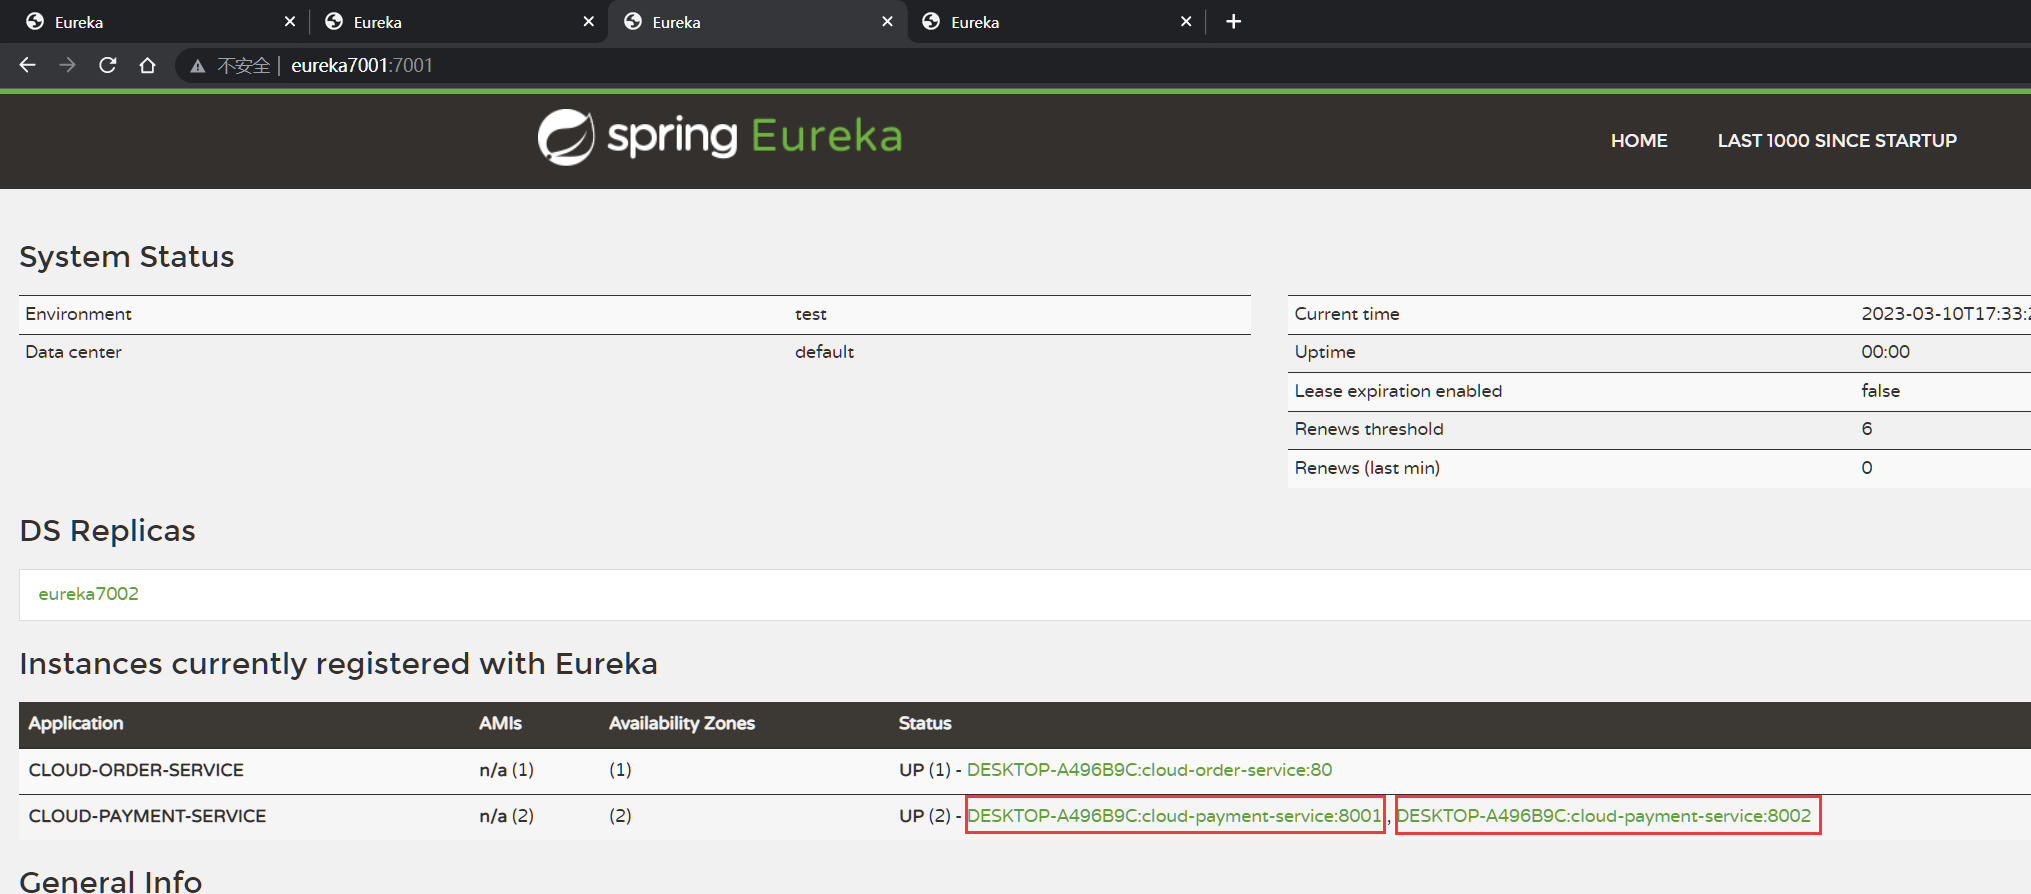 Eureka
Eureka
Eureka
Eureka
不安全 | eureka7001:7001
spring Eureka
HOME
LAST 1000 SINCE STARTUP
System Status
Environment test
Data center default
Current time 2023-03-10T17:33:
Uptime 00:00
Lease expiration enabled false
Renews threshold 6
Renews (last min) 0
DS Replicas
eureka7002
Instances currently registered with Eureka
Application AMIs Availability Zones Status
CLOUD-ORDER-SERVICE n/a (1) (1) UP (1) - DESKTOP-A496B9C:cloud-order-service:80
CLOUD-PAYMENT-SERVICE n/a (2) (2) UP (2) - DESKTOP-A496B9C:cloud-payment-service:8001 , DESKTOP-A496B9C:cloud-payment-service:8002
General Info